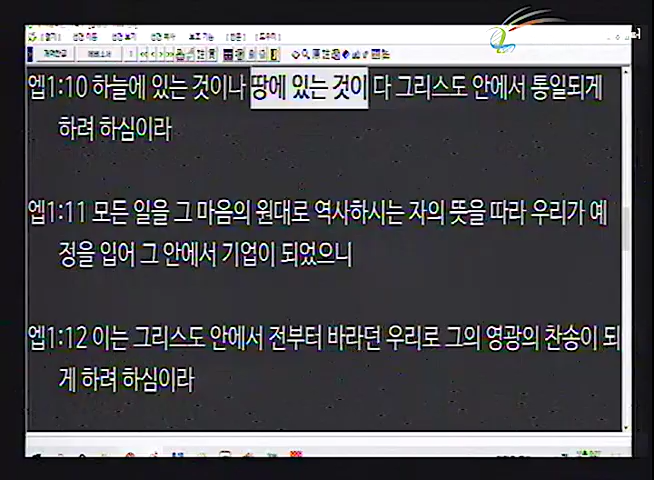 엡1:10 하늘에 있는 것이나 땅에 있는 것이 다 그리스도 안에서 통일되게
하려 하심이라
엡1:11 모든 일을 그 마음의 원대로 역사하시는 자의 뜻을 따라 우리가 예
정을 입어 그 안에서 기업이 되었으니
엡1:12 이는 그리스도 안에서 전부터 바라던 우리로 그의 영광의 찬송이 되
게 하려 하심이라